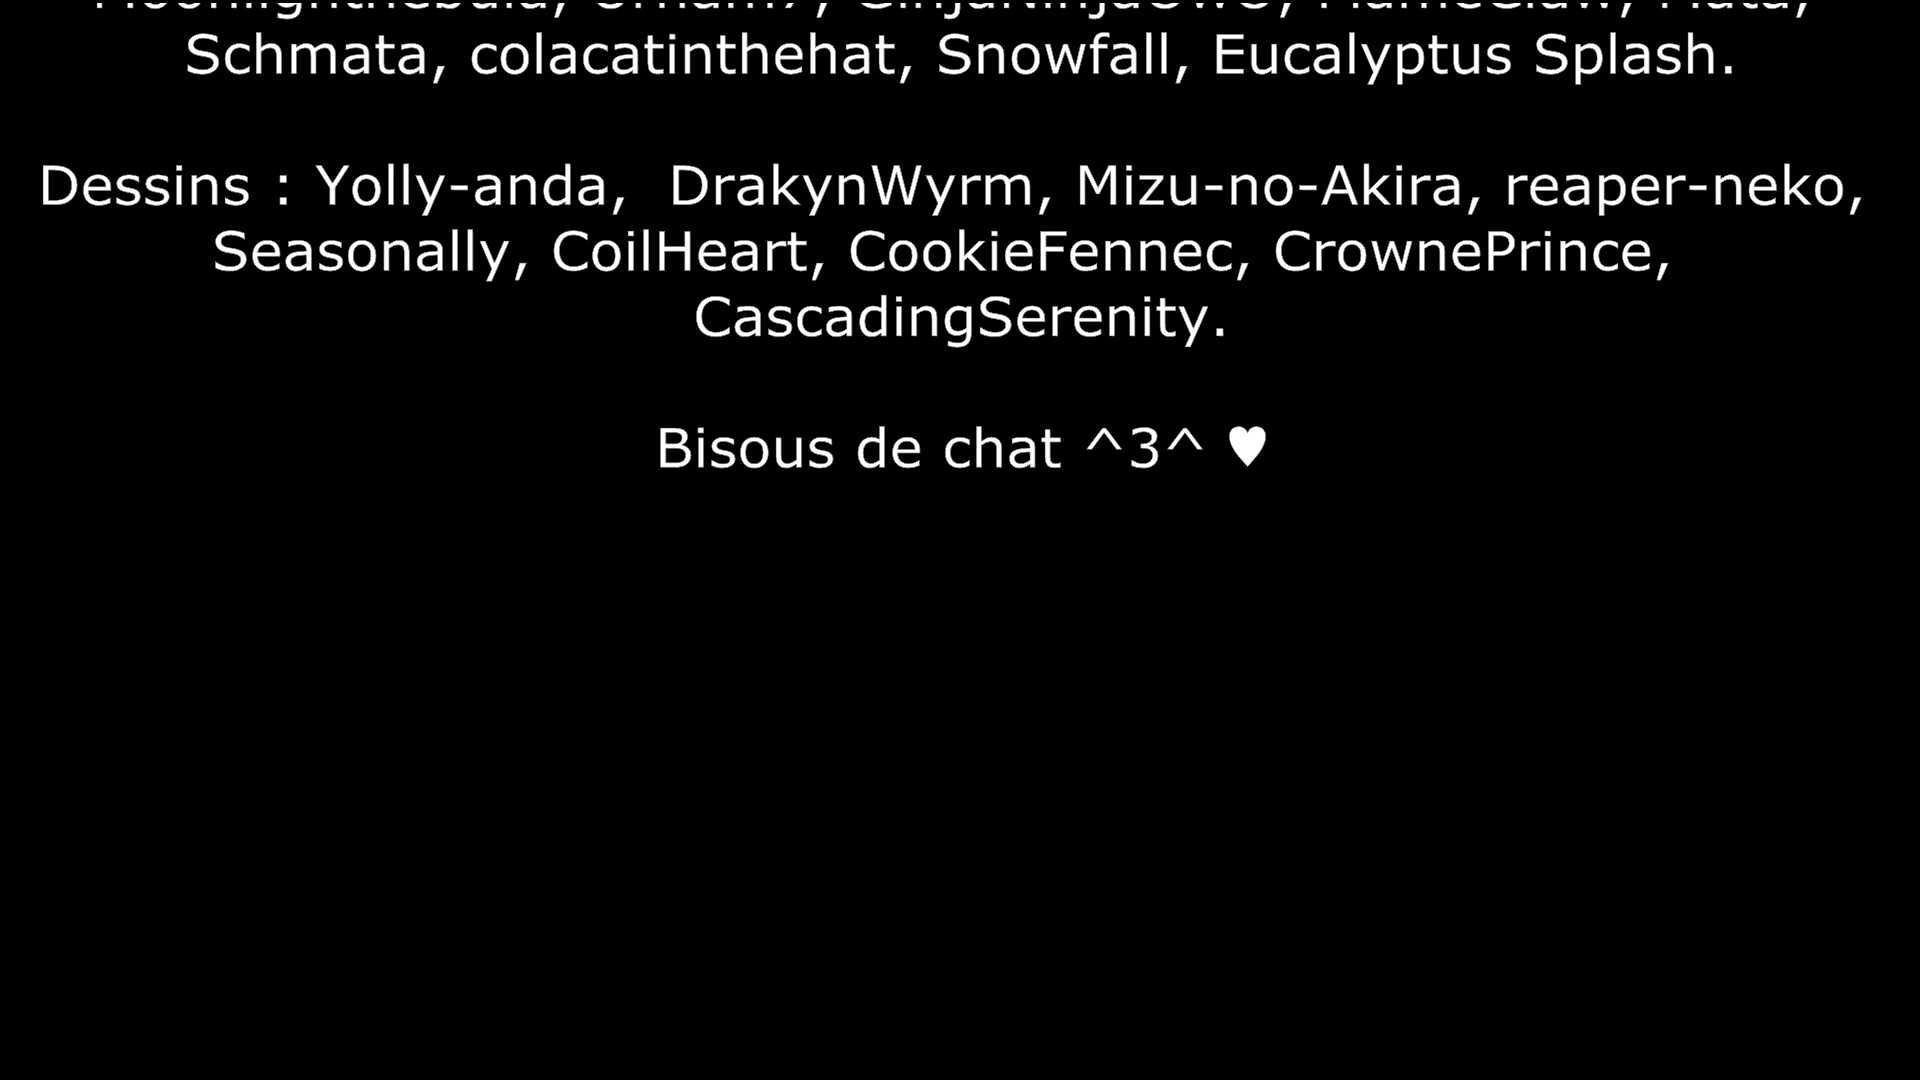 Schmata, colacatinthehat, Snowfall, Eucalyptus Splash.
Dessins : Yolly-anda,  DrakynWyrm, Mizu-no-Akira, reaper-neko,
Seasonally, CoilHeart, CookieFennec, CrownePrince,
CascadingSerenity.
Bisous de chat ^3^ ♥